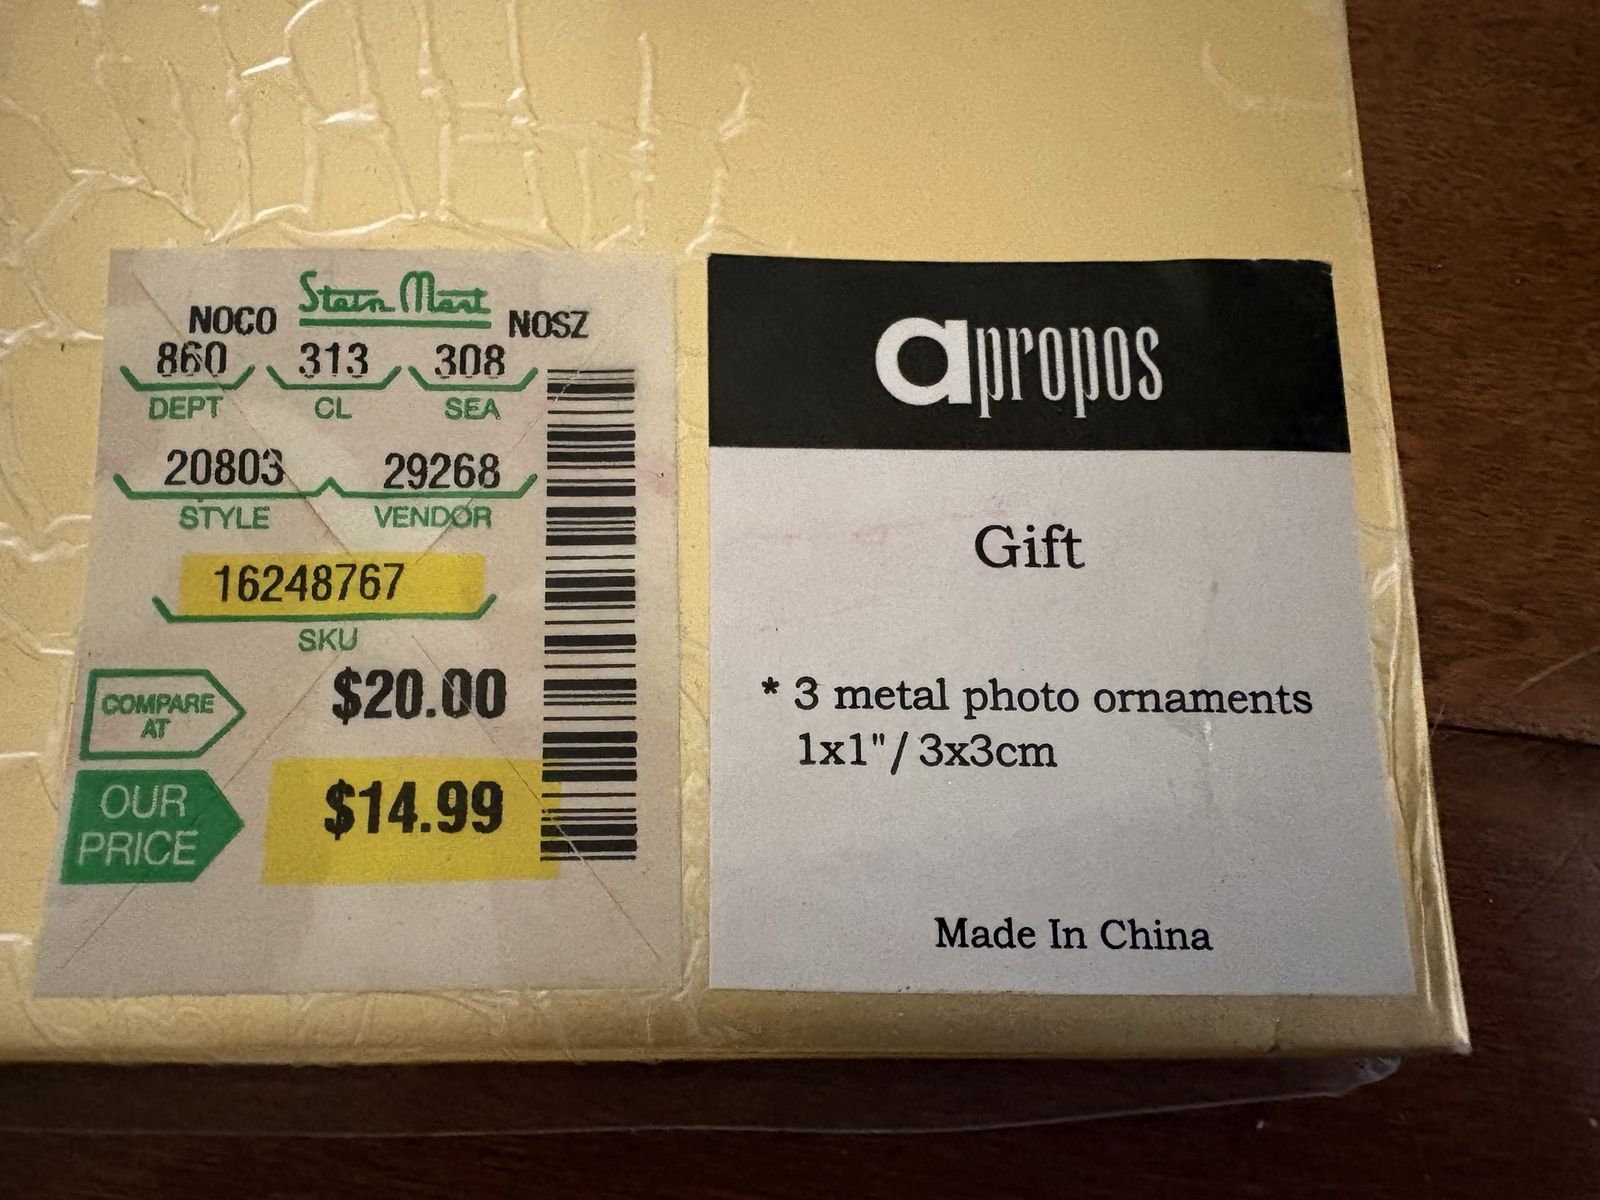 Stein Mart
NOCO NOSZ
860 313 308
DEPT CL SEA
20803 29268
STYLE VENDOR
16248767
SKU
COMPARE
AT
$20.00
OUR
PRICE
$14.99
apropos
Gift
* 3 metal photo ornaments
1x1"/ 3x3cm
Made In China